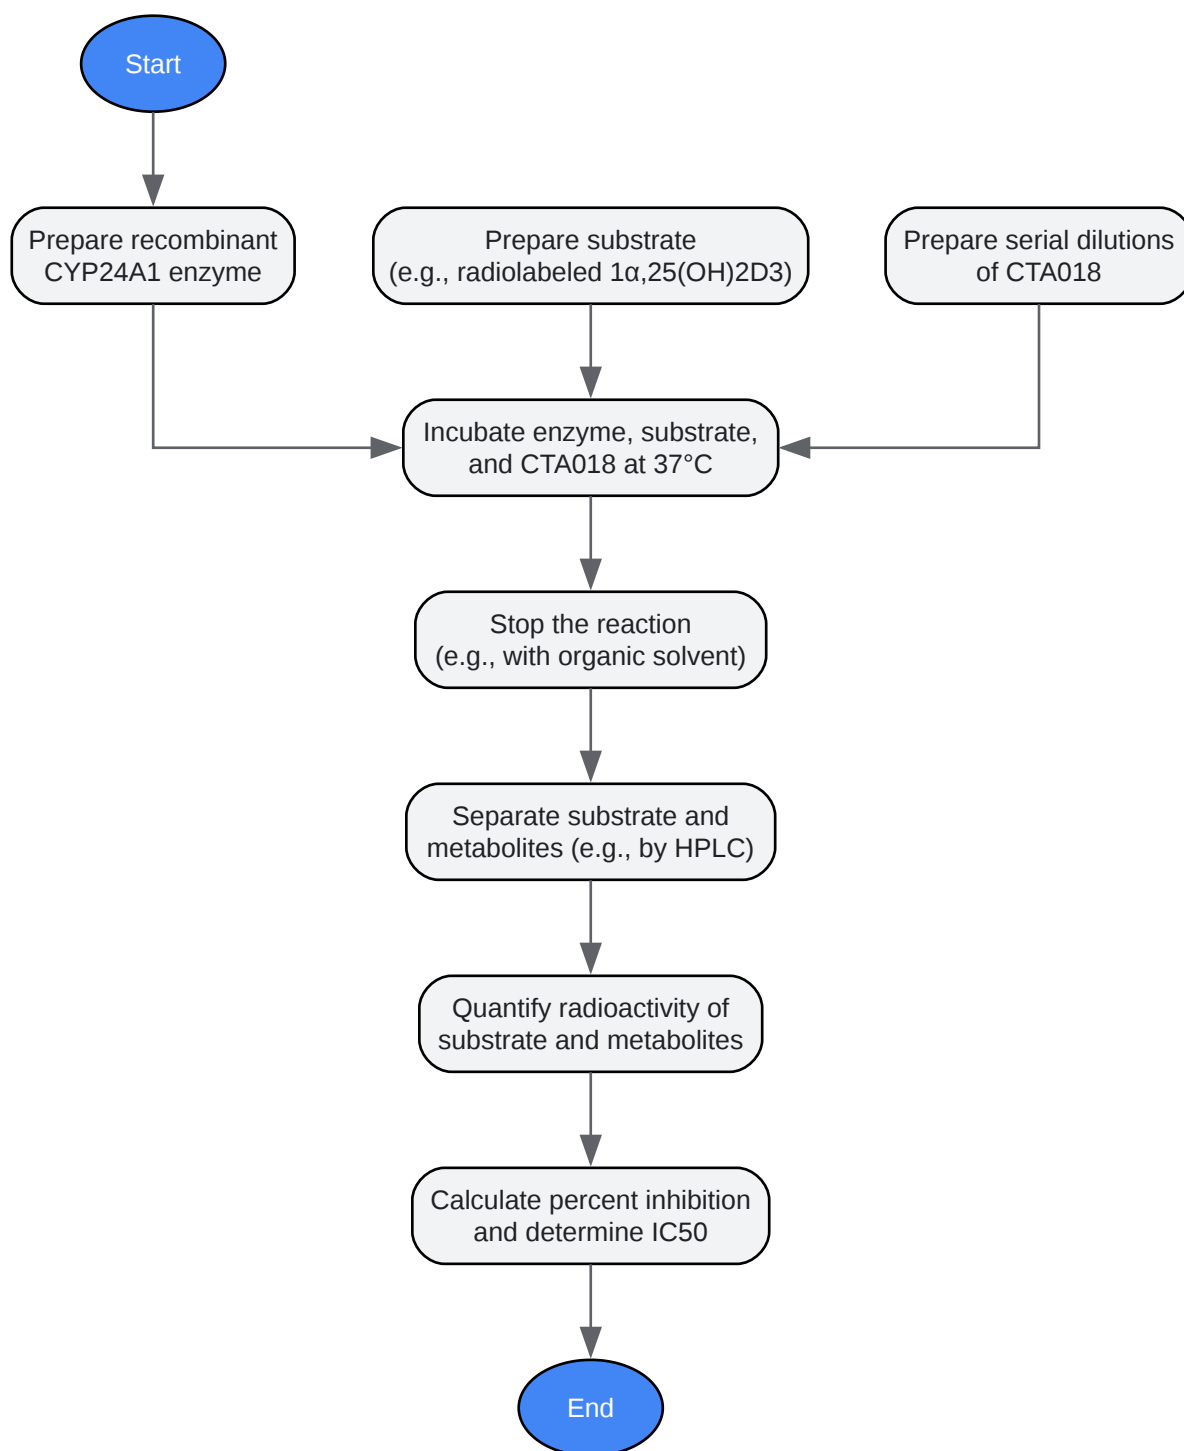 Start
Prepare recombinant
CYP24A1 enzyme
Prepare substrate
(e.g., radiolabeled 1α,25(OH)2D3)
Prepare serial dilutions
of CTA018
Incubate enzyme, substrate,
and CTA018 at 37°C
Stop the reaction
(e.g., with organic solvent)
Separate substrate and
metabolites (e.g., by HPLC)
Quantify radioactivity of
substrate and metabolites
Calculate percent inhibition
and determine IC50
End